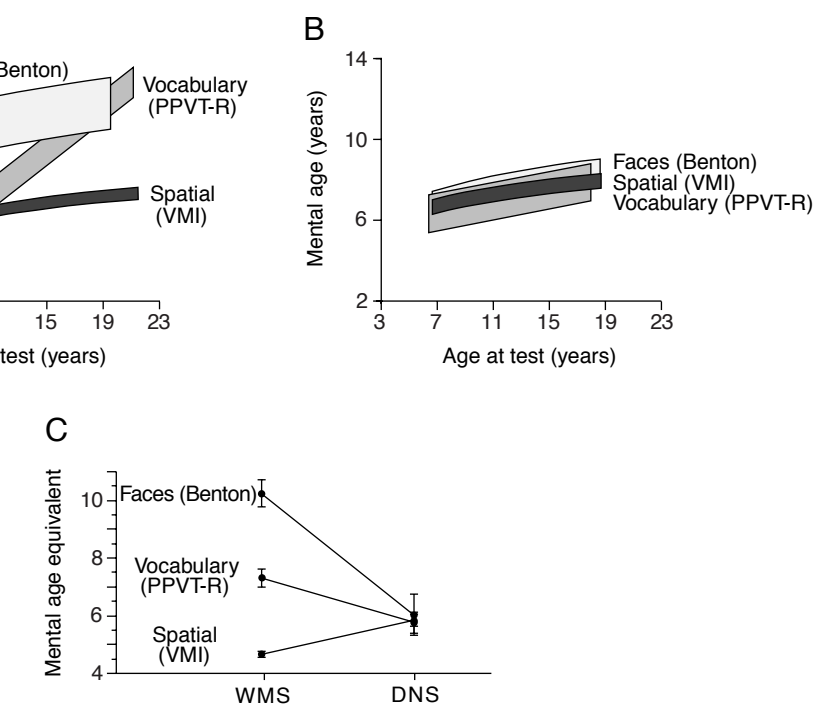 B
Benton)
Vocabulary
(PPVT-R)
Spatial
(VMI)
15 19 23
test (years)
Mental age (years)
14
10
6
2
3 7 11 15 19 23
Age at test (years)
Faces (Benton)
Spatial (VMI)
Vocabulary (PPVT-R)
C
Mental age equivalent
10
8
6
4
Faces (Benton)
Vocabulary
(PPVT-R)
Spatial
(VMI)
WMS DNS